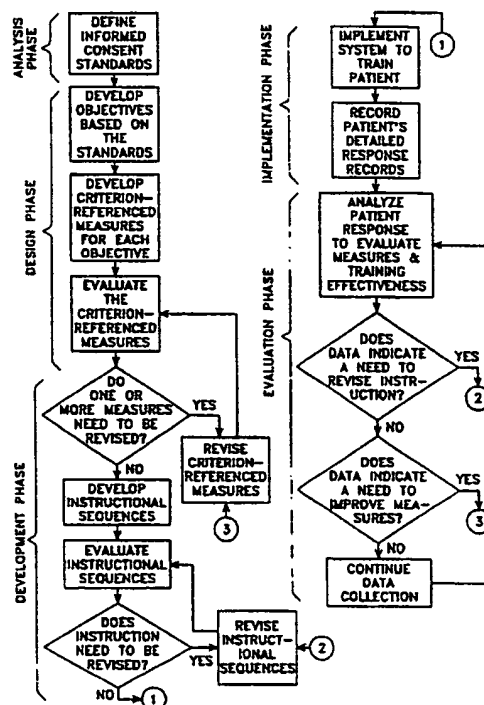 ANALYSIS
PHASE
DEFINE
INFORMED
CONSENT
STANDARDS
DESIGN PHASE
DEVELOP
OBJECTIVES
BASED ON
THE
STANDARDS
DEVELOP
CRITERION-
REFERENCED
MEASURES
FOR EACH
OBJECTIVE
EVALUATE
THE
CRITERION-
REFERENCED
MEASURES
DEVELOPMENT PHASE
DO
ONE OR
MORE MEASURES
NEED TO BE
REVISED?
YES
REVISE
CRITERION-
REFERENCED
MEASURES
3
NO
DEVELOP
INSTRUCTIONAL
SEQUENCES
EVALUATE
INSTRUCTIONAL
SEQUENCES
DOES
INSTRUCTION
NEED TO BE
REVISED?
YES
REVISE
INSTRUCT-
IONAL
SEQUENCES
2
NO
1
IMPLEMENTATION PHASE
1
IMPLEMENT
SYSTEM TO
TRAIN
PATIENT
RECORD
PATIENT'S
DETAILED
RESPONSE
RECORDS
EVALUATION PHASE
ANALYZE
PATIENT
RESPONSE
TO EVALUATE
MEASURES &
TRAINING
EFFECTIVENESS
DOES
DATA INDICATE
A NEED TO
REVISE INSTR-
UCTION?
YES
2
NO
DOES
DATA INDICATE
A NEED TO
IMPROVE MEA-
SURES?
YES
3
NO
CONTINUE
DATA
COLLECTION